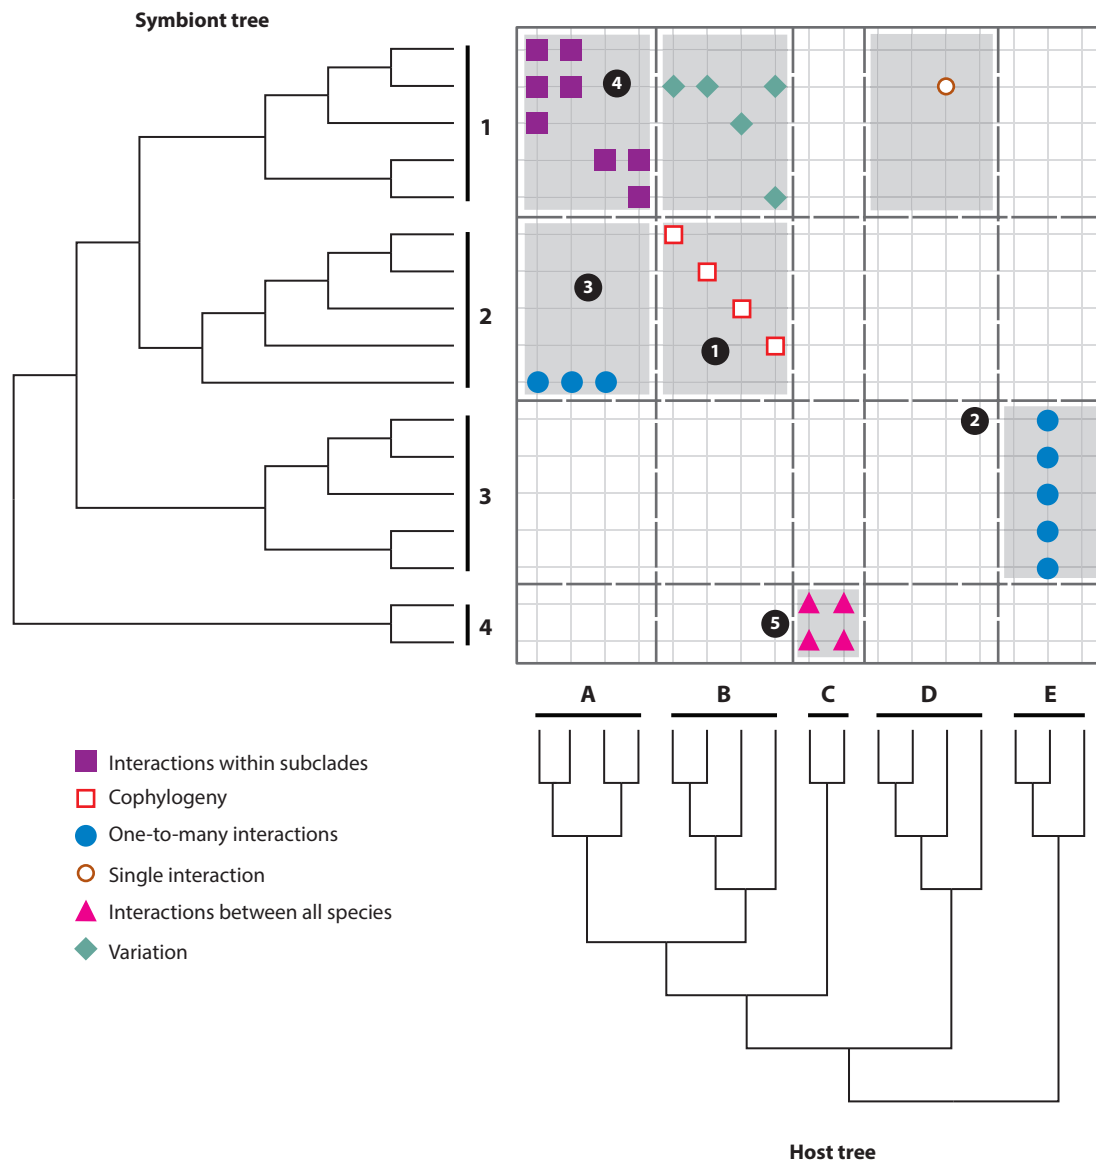 Symbiont tree
1
2
3
4
4
3
1
2
5
A B C D E
Interactions within subclades
Cophylogeny
One-to-many interactions
Single interaction
Interactions between all species
Variation
Host tree